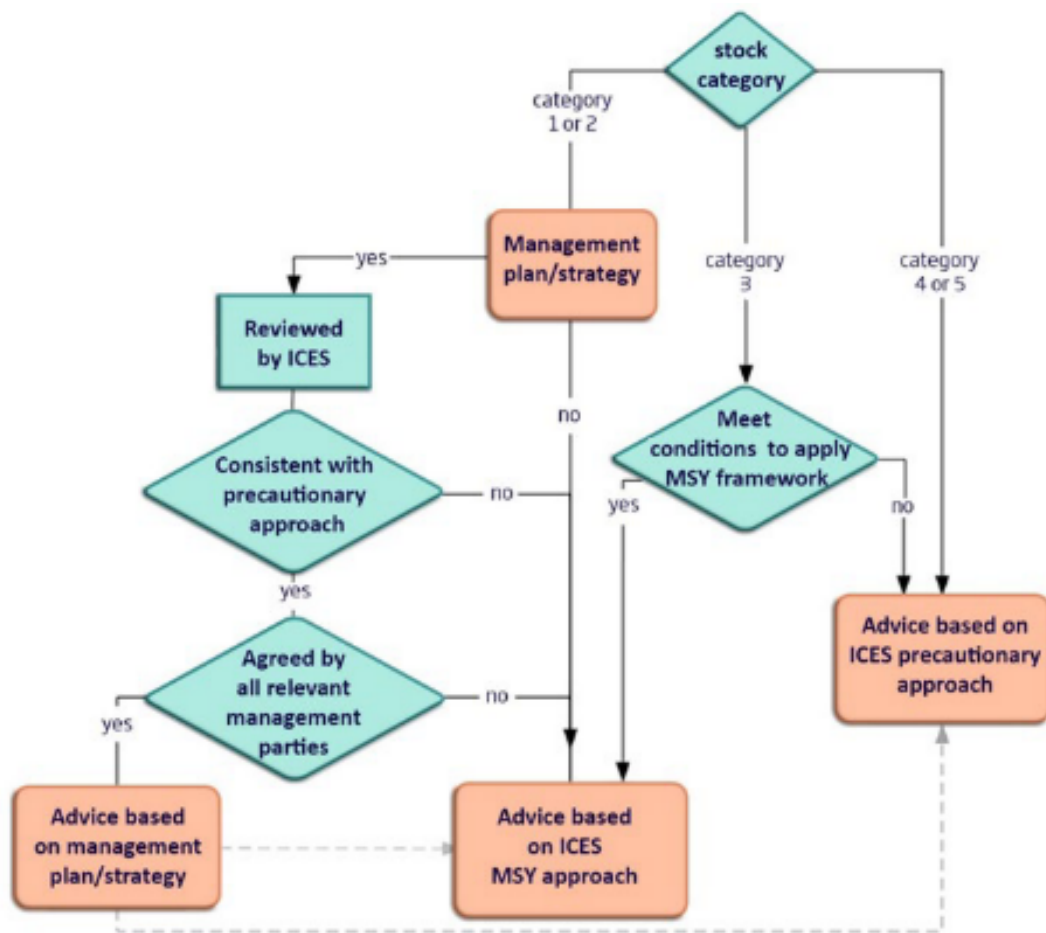 stock
category
category
1 or 2
Management
plan/strategy
yes
category
3
category
4 or 5
Reviewed
by ICES
no
Meet
conditions to apply
MSY framework
Consistent with
precautionary
approach
no
yes
no
yes
Advice based on
ICES precautionary
approach
Agreed by
all relevant
management
parties
no
yes
Advice based
on management
plan/strategy
Advice based
on ICES
MSY approach